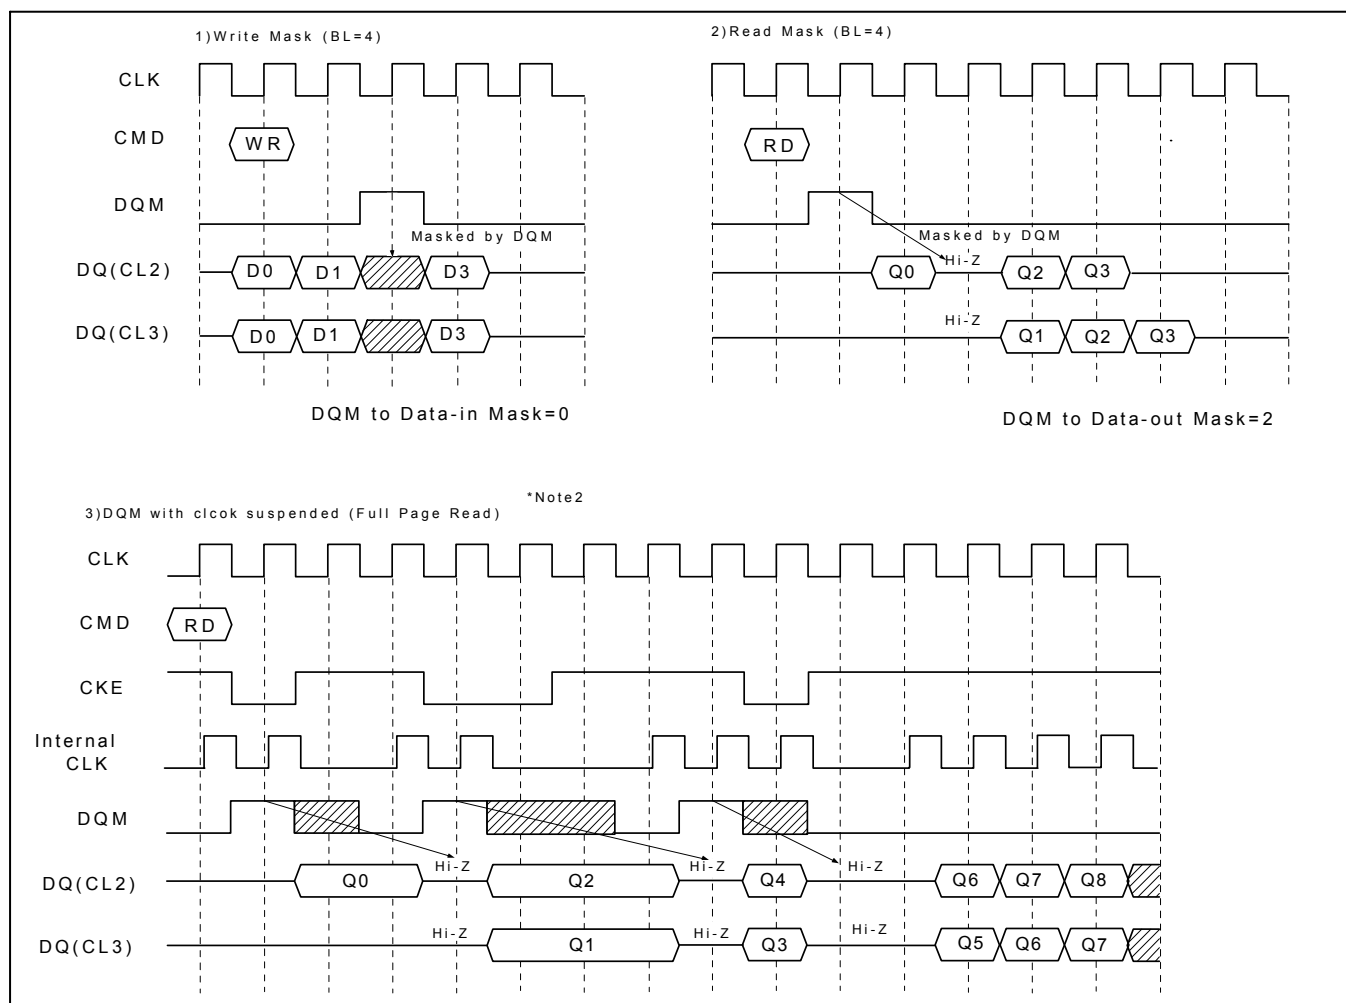 1)Write Mask (BL=4)
2)Read Mask (BL=4)
CLK
CMD
WR
RD
DQM
Masked by DQM
Masked by DQM
DQ(CL2)
D0
D1
D3
Q0
Hi-Z
Q2
Q3
DQ(CL3)
D0
D1
D3
Hi-Z
Q1
Q2
Q3
DQM to Data-in Mask=0
DQM to Data-out Mask=2
*Note2
3)DQM with clcok suspended (Full Page Read)
CLK
CMD
RD
CKE
Internal
CLK
DQM
DQ(CL2)
Q0
Hi-Z
Q2
Hi-Z
Q4
Hi-Z
Q6
Q7
Q8
DQ(CL3)
Hi-Z
Q1
Hi-Z
Q3
Hi-Z
Q5
Q6
Q7